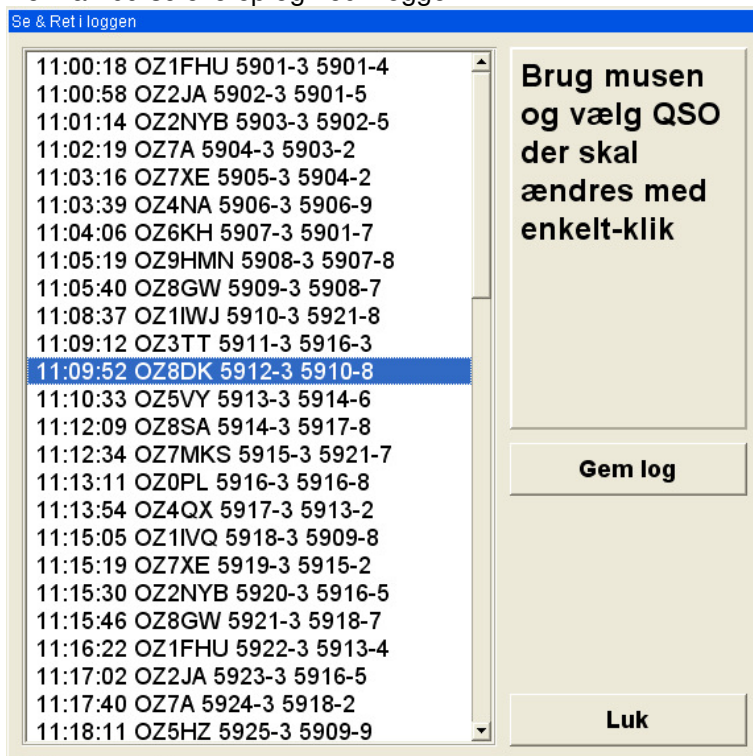 Se & Ret i loggen
11:00:18 OZ1FHU 5901-3 5901-4
11:00:58 OZ2JA 5902-3 5901-5
11:01:14 OZ2NYB 5903-3 5902-5
11:02:19 OZ7A 5904-3 5903-2
11:03:16 OZ7XE 5905-3 5904-2
11:03:39 OZ4NA 5906-3 5906-9
11:04:06 OZ6KH 5907-3 5901-7
11:05:19 OZ9HMN 5908-3 5907-8
11:05:40 OZ8GW 5909-3 5908-7
11:08:37 OZ1IWJ 5910-3 5921-8
11:09:12 OZ3TT 5911-3 5916-3
11:09:52 OZ8DK 5912-3 5910-8
11:10:33 OZ5VY 5913-3 5914-6
11:12:09 OZ8SA 5914-3 5917-8
11:12:34 OZ7MKS 5915-3 5921-7
11:13:11 OZ0PL 5916-3 5916-8
11:13:54 OZ4QX 5917-3 5913-2
11:15:05 OZ1IVQ 5918-3 5909-8
11:15:19 OZ7XE 5919-3 5915-2
11:15:30 OZ2NYB 5920-3 5916-5
11:15:46 OZ8GW 5921-3 5918-7
11:16:22 OZ1FHU 5922-3 5913-4
11:17:02 OZ2JA 5923-3 5916-5
11:17:40 OZ7A 5924-3 5918-2
11:18:11 OZ5HZ 5925-3 5909-9
Brug musen
og vælg QSO
der skal
ændres med
enkelt-klik
Gem log
Luk